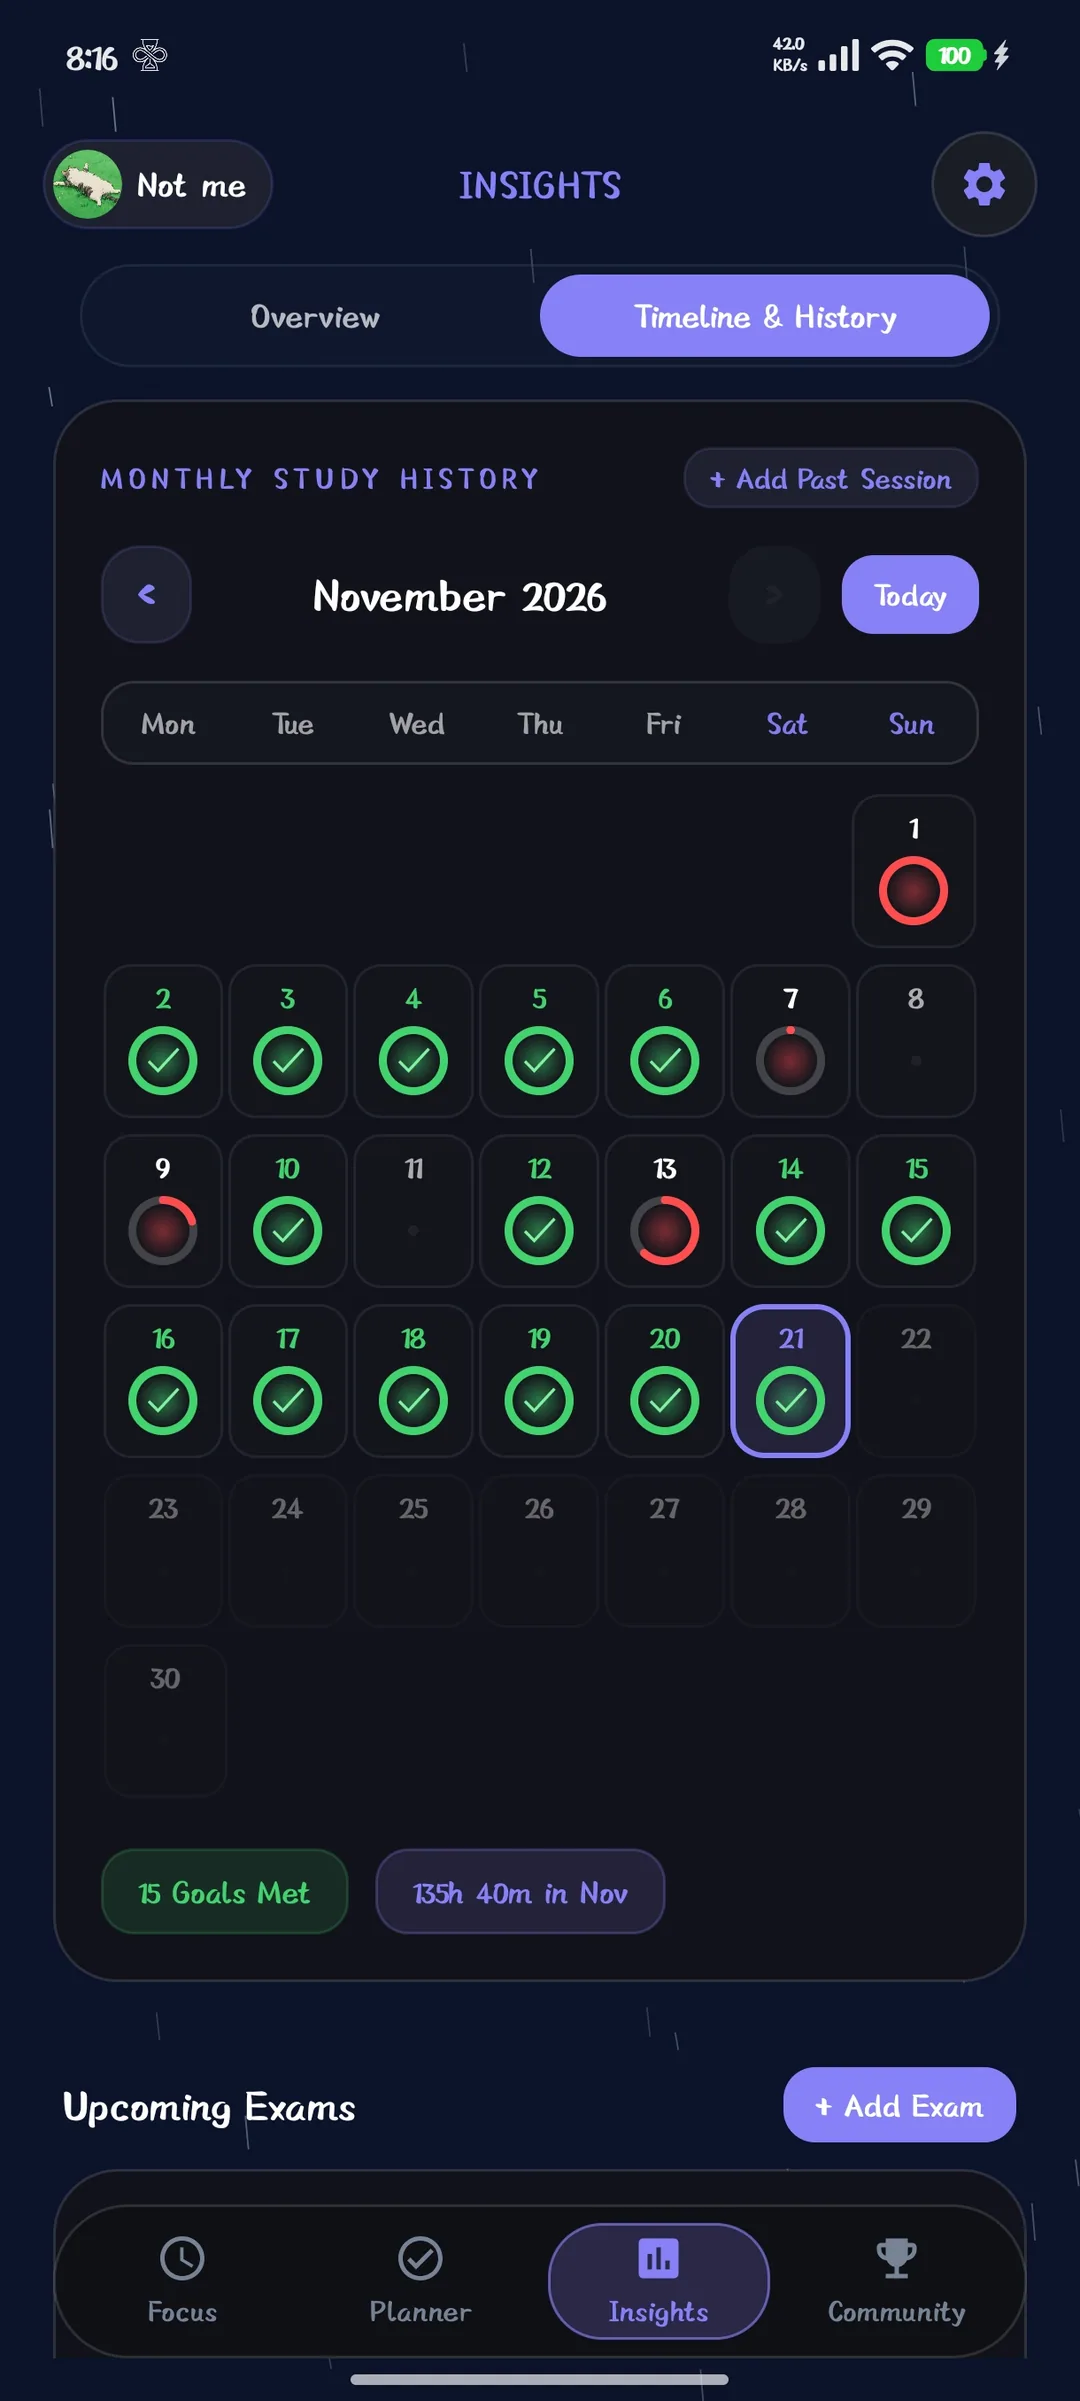 8:16
42.0
KB/s
100
Not me
INSIGHTS
Overview
Timeline & History
MONTHLY STUDY HISTORY
+ Add Past Session
<
November 2026
>
Today
Mon Tue Wed Thu Fri Sat Sun
1
2 3 4 5 6 7 8
9 10 11 12 13 14 15
16 17 18 19 20 21 22
23 24 25 26 27 28 29
30
15 Goals Met
135h 40m in Nov
Upcoming Exams
+ Add Exam
Focus
Planner
Insights
Community